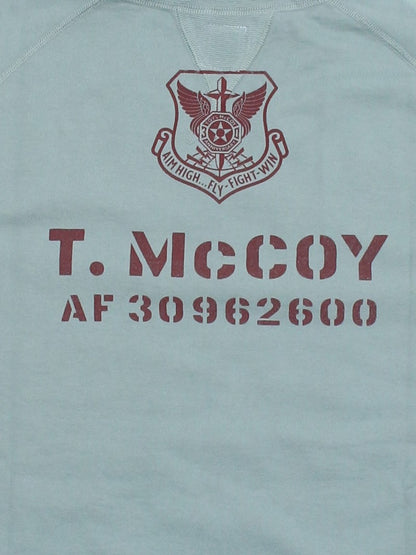 AIM HIGH...FLY-FIGHT-WIN
T. McCOY
AF 30962600